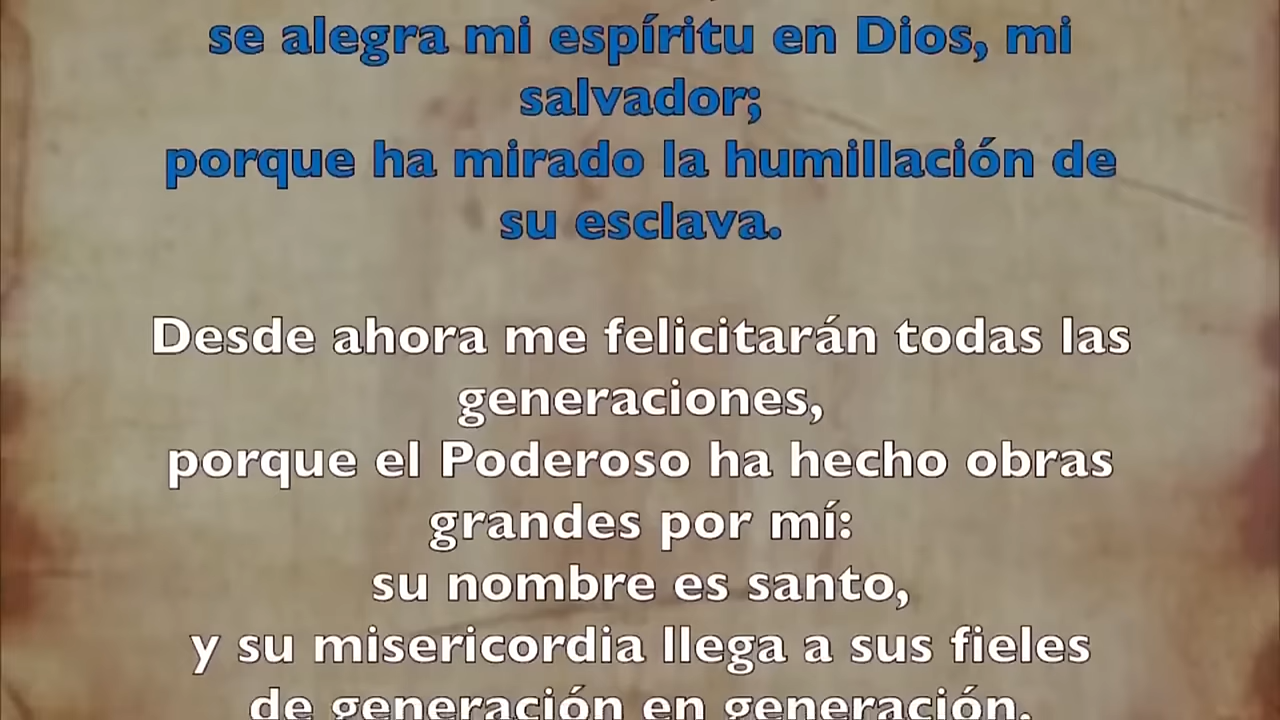 se alegra mi espíritu en Dios, mi
salvador;
porque ha mirado la humillación de
su esclava.
Desde ahora me felicitarán todas las
generaciones,
porque el Poderoso ha hecho obras
grandes por mí:
su nombre es santo,
y su misericordia llega a sus fieles
de generación en generación.